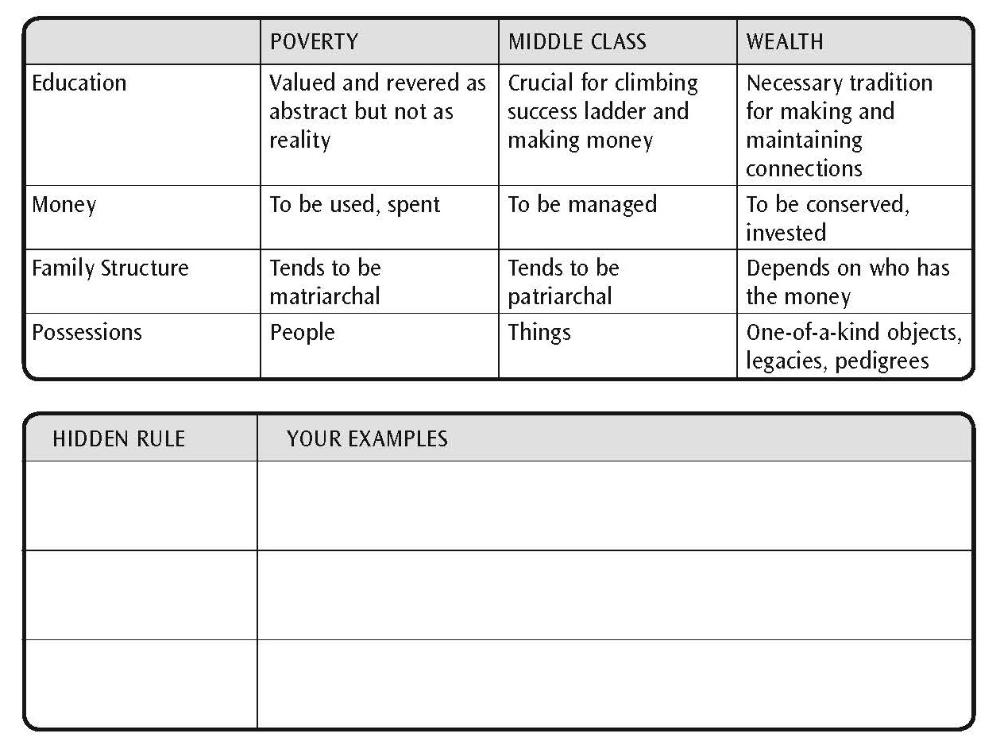 POVERTY MIDDLE CLASS WEALTH
Education Valued and revered as Crucial for climbing Necessary tradition
abstract but not as success ladder and for making and
reality making money maintaining
connections
Money To be used, spent To be managed To be conserved,
invested
Family Structure Tends to be Tends to be Depends on who has
matriarchal patriarchal the money
Possessions People Things One-of-a-kind objects,
legacies, pedigrees
HIDDEN RULE YOUR EXAMPLES